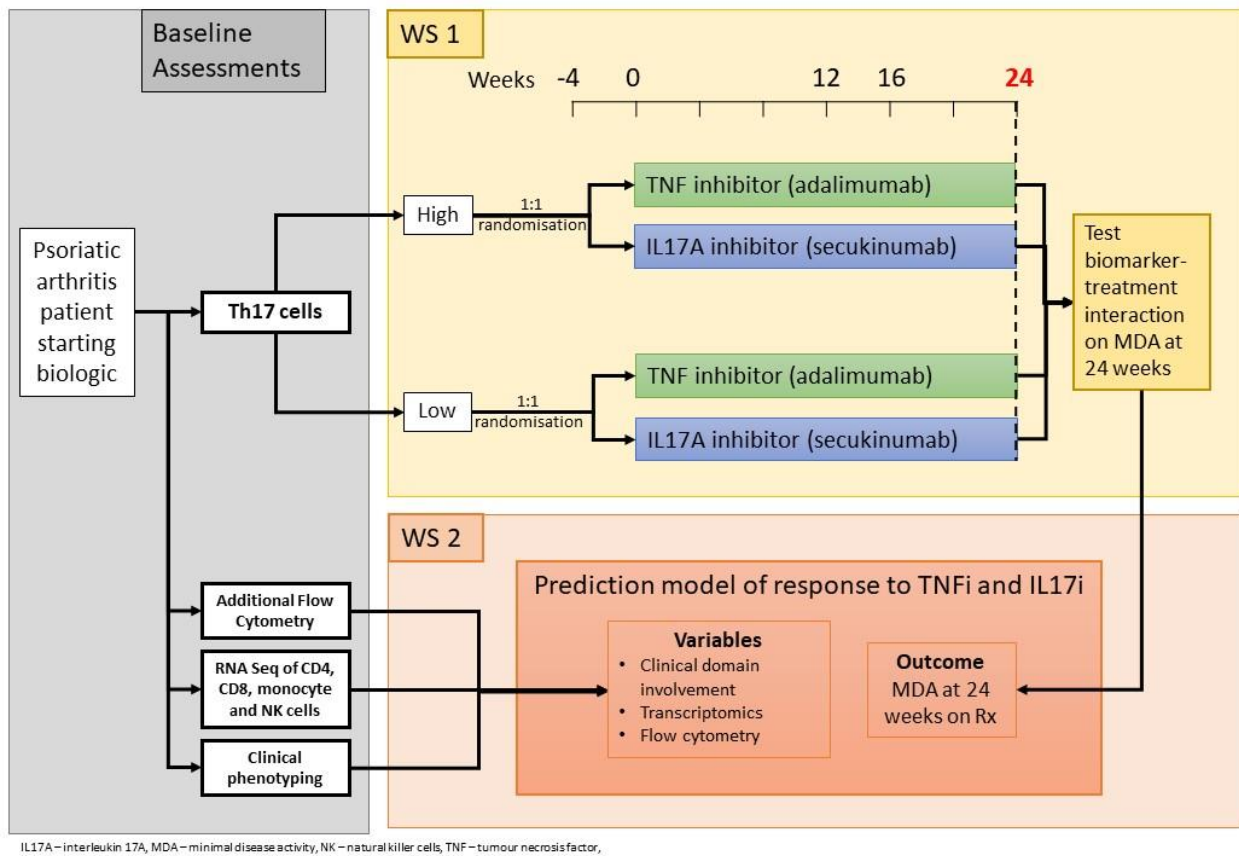 Baseline
Assessments
Psoriatic
arthritis
patient
starting
biologic
Th17 cells
Additional Flow
Cytometry
RNA Seq of CD4,
CD8, monocyte
and NK cells
Clinical
phenotyping
WS 1
Weeks -4 0 12 16 24
High
1:1
randomisation
TNF inhibitor (adalimumab)
IL17A inhibitor (secukinumab)
Low
1:1
randomisation
TNF inhibitor (adalimumab)
IL17A inhibitor (secukinumab)
Test
biomarker-
treatment
interaction
on MDA at
24 weeks
WS 2
Prediction model of response to TNFi and IL17i
Variables
• Clinical domain
involvement
• Transcriptomics
• Flow cytometry
Outcome
MDA at 24
weeks on Rx
IL17A – interleukin 17A, MDA – minimal disease activity, NK – natural killer cells, TNF – tumour necrosis factor,